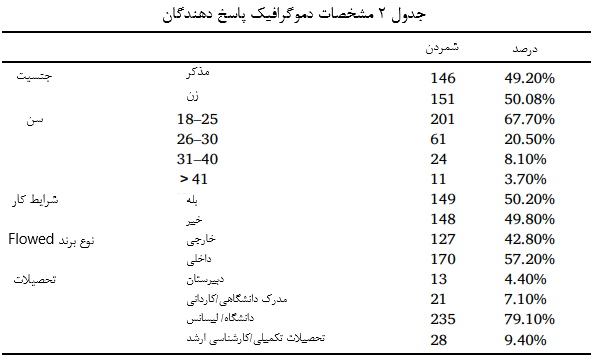 جدول ۲ مشخصات دموگرافیک پاسخ دهندگان
شمردن درصد
جتسیت مذکر 146 49.20%
زن 151 50.08%
سن 18–25 201 67.70%
26–30 61 20.50%
31–40 24 8.10%
> 41 11 3.70%
شرایط کار بله 149 50.20%
خیر 148 49.80%
نوع برند Flowed خارجی 127 42.80%
داخلی 170 57.20%
تحصیلات دبیرستان 13 4.40%
مدرک دانشگاهی/کاردانی 21 7.10%
دانشگاه/ لیسانس 235 79.10%
تحصیلات تکمیلی/کارشناسی ارشد 28 9.40%